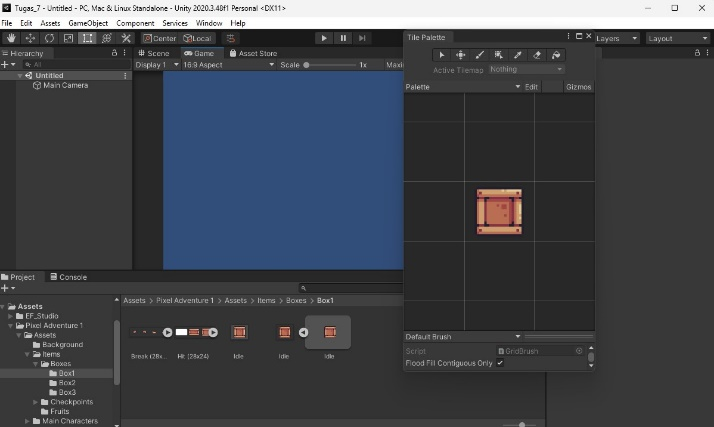 Tugas_7 - Untitled - PC, Mac & Linux Standalone - Unity 2020.3.48f1 Personal <DX11>
File Edit Assets GameObject Component Services Window Help
Center Local
Layers Layout
Hierarchy
Scene Game Asset Store
All
Display 1 16:9 Aspect Scale 1x
Untitled
Main Camera
Tile Palette
Active Tilemap Nothing
Palette Edit Gizmos
Default Brush
Script GridBrush
Flood Fill Contiguous Only
Project Console
Assets
EF_Studio
Pixel Adventure 1
Assets
Background
Items
Boxes
Box1
Box2
Box3
Checkpoints
Fruits
Main Characters
Assets > Pixel Adventure 1 > Assets > Items > Boxes > Box1
Break (28x... Hit (28x24) Idle Idle Idle